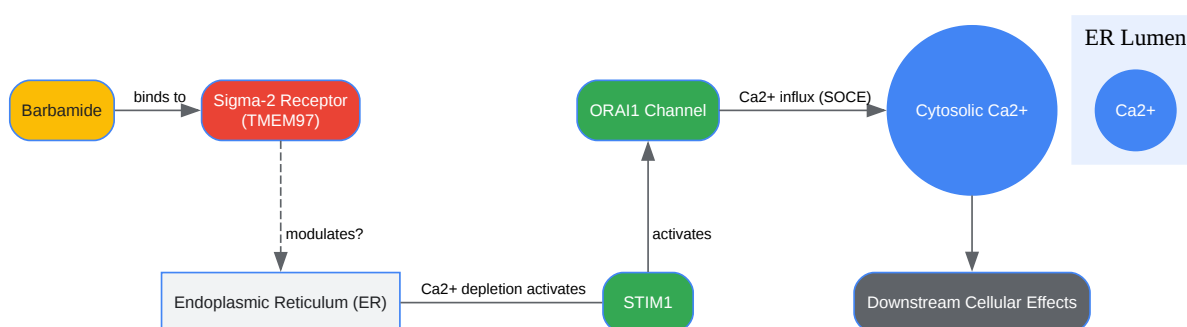 Barbamide
binds to
Sigma-2 Receptor
(TMEM97)
ORAI1 Channel
Ca2+ influx (SOCE)
Cytosolic Ca2+
ER Lumen
Ca2+
modulates?
activates
Endoplasmic Reticulum (ER)
Ca2+ depletion activates
STIM1
Downstream Cellular Effects